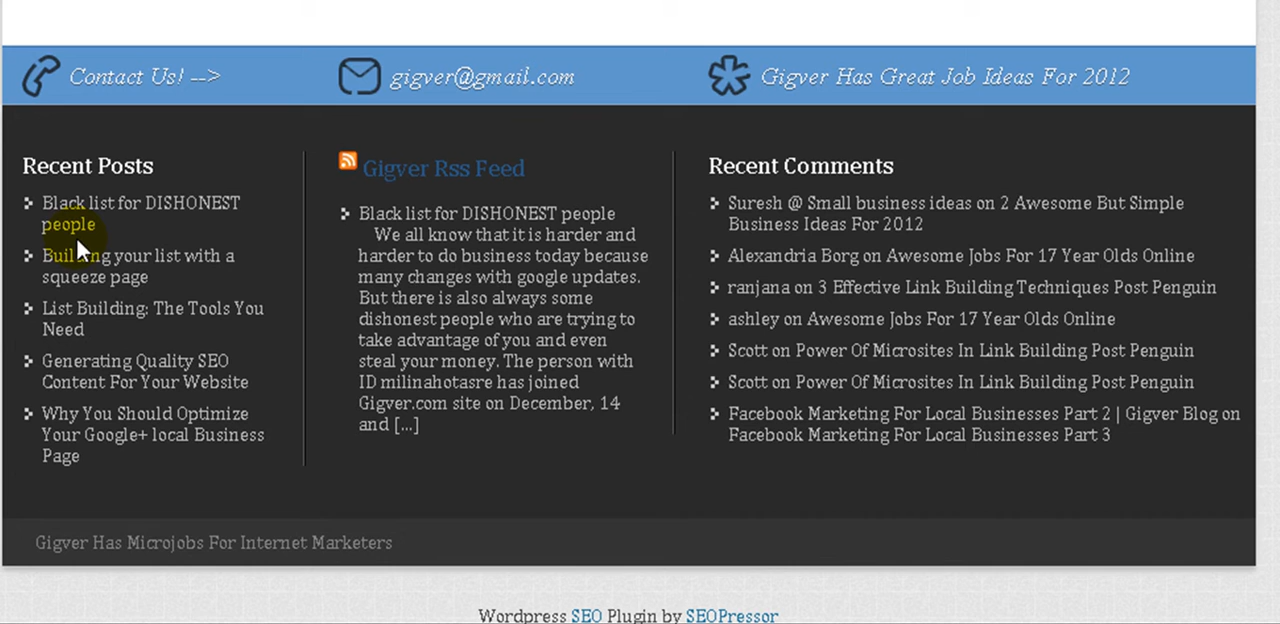 Contact Us! -->
gigver@gmail.com
Gigver Has Great Job Ideas For 2012
Recent Posts
Black list for DISHONEST
people
Building your list with a
squeeze page
List Building: The Tools You
Need
Generating Quality SEO
Content For Your Website
Why You Should Optimize
Your Google+ local Business
Page
Gigver Rss Feed
Black list for DISHONEST people
We all know that it is harder and
harder to do business today because
many changes with google updates.
But there is also always some
dishonest people who are trying to
take advantage of you and even
steal your money. The person with
ID milinahotasre has joined
Gigver.com site on December, 14
and [...]
Recent Comments
Suresh @ Small business ideas on 2 Awesome But Simple
Business Ideas For 2012
Alexandria Borg on Awesome Jobs For 17 Year Olds Online
ranjana on 3 Effective Link Building Techniques Post Penguin
ashley on Awesome Jobs For 17 Year Olds Online
Scott on Power Of Microsites In Link Building Post Penguin
Scott on Power Of Microsites In Link Building Post Penguin
Facebook Marketing For Local Businesses Part 2 | Gigver Blog on
Facebook Marketing For Local Businesses Part 3
Gigver Has Microjobs For Internet Marketers
Wordpress SEO Plugin by SEOPressor